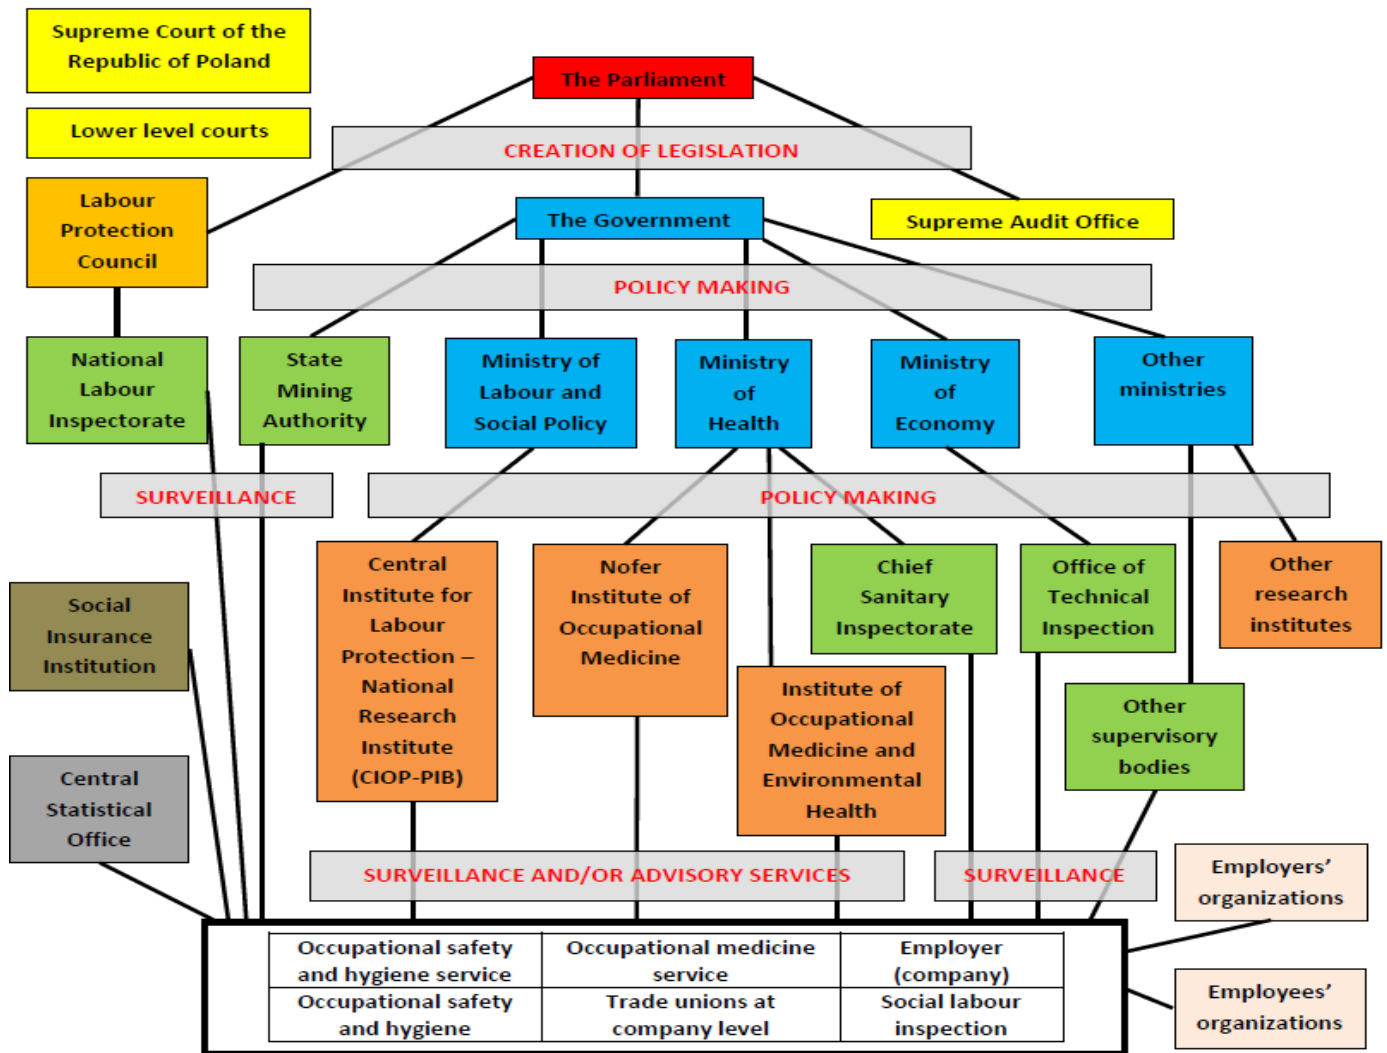 Supreme Court of the
Republic of Poland
The Parliament
Lower level courts
CREATION OF LEGISLATION
Labour
Protection
Council
The Government
Supreme Audit Office
POLICY MAKING
National
Labour
Inspectorate
State
Mining
Authority
Ministry of
Labour and
Social Policy
Ministry
of
Health
Ministry
of
Economy
Other
ministries
SURVEILLANCE
POLICY MAKING
Central
Institute for
Labour
Protection –
National
Research
Institute
(CIOP-PIB)
Nofer
Institute of
Occupational
Medicine
Chief
Sanitary
Inspectorate
Office of
Technical
Inspection
Other
research
institutes
Social
Insurance
Institution
Institute of
Occupational
Medicine and
Environmental
Health
Other
supervisory
bodies
Central
Statistical
Office
SURVEILLANCE AND/OR ADVISORY SERVICES
SURVEILLANCE
Employers’
organizations
Occupational safety
and hygiene service
Occupational medicine
service
Employer
(company)
Occupational safety
and hygiene
Trade unions at
company level
Social labour
inspection
Employees’
organizations